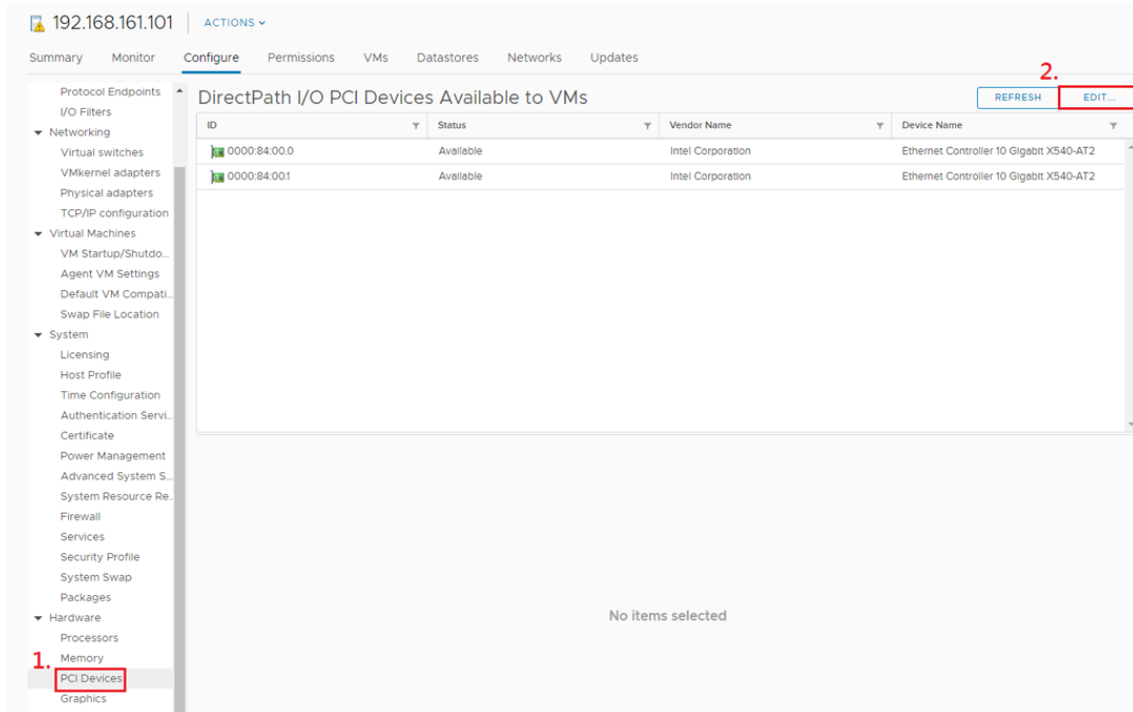 192.168.161.101 ACTIONS
Summary Monitor Configure Permissions VMs Datastores Networks Updates
2.
Protocol Endpoints
I/O Filters
Networking
Virtual switches
VMkernel adapters
Physical adapters
TCP/IP configuration
Virtual Machines
VM Startup/Shutdo...
Agent VM Settings
Default VM Compati...
Swap File Location
System
Licensing
Host Profile
Time Configuration
Authentication Servi...
Certificate
Power Management
Advanced System S...
System Resource Re...
Firewall
Services
Security Profile
System Swap
Packages
Hardware
Processors
1. Memory
PCI Devices
Graphics
DirectPath I/O PCI Devices Available to VMs REFRESH EDIT...
ID Status Vendor Name Device Name
0000:84:00.0 Available Intel Corporation Ethernet Controller 10 Gigabit X540-AT2
0000:84:00.1 Available Intel Corporation Ethernet Controller 10 Gigabit X540-AT2
No items selected